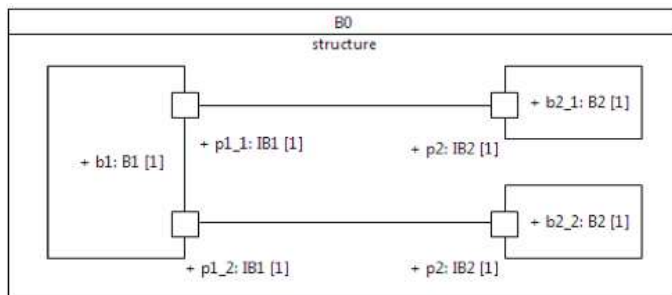 B0
structure
+ b1: B1 [1]
+ p1_1: IB1 [1]
+ p2: IB2 [1]
+ b2_1: B2 [1]
+ p1_2: IB1 [1]
+ p2: IB2 [1]
+ b2_2: B2 [1]